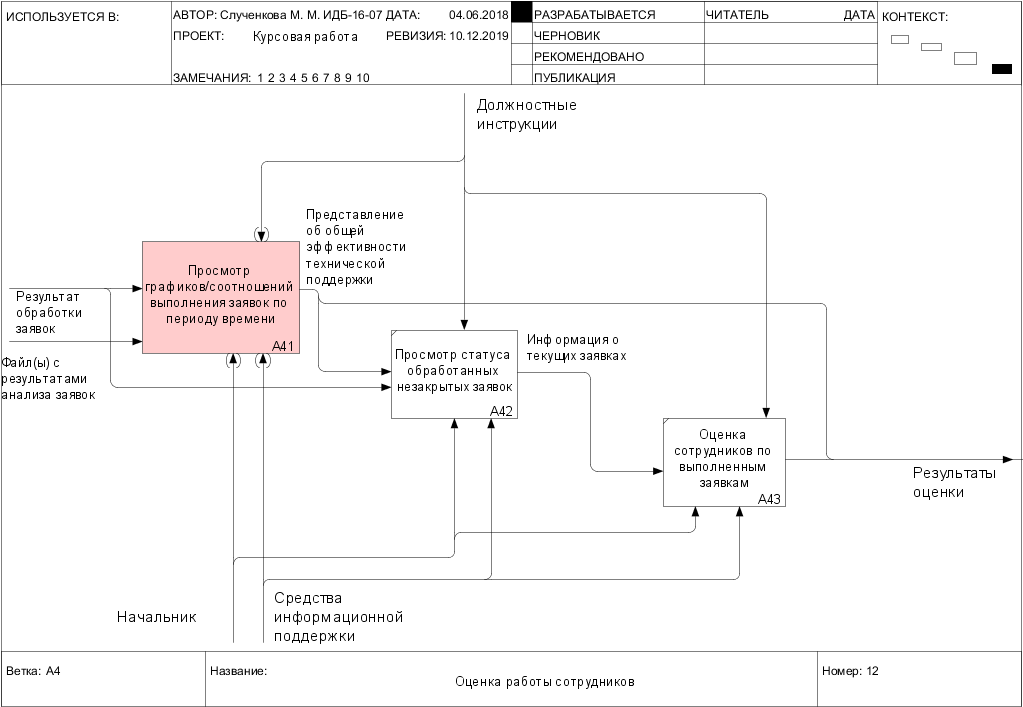 ИСПОЛЬЗУЕТСЯ В:
АВТОР: Слученкова М. М. ИДБ-16-07 ДАТА: 04.06.2018
ПРОЕКТ: Курсовая работа РЕВИЗИЯ: 10.12.2019
ЗАМЕЧАНИЯ: 1 2 3 4 5 6 7 8 9 10
РАЗРАБАТЫВАЕТСЯ
ЧЕРНОВИК
РЕКОМЕНДОВАНО
ПУБЛИКАЦИЯ
ЧИТАТЕЛЬ ДАТА
КОНТЕКСТ:
Должностные
инструкции
Представление
об общей
эффективности
технической
поддержки
Просмотр
графиков/соотношений
выполнения заявок по
периоду времени
A41
Результат
обработки
заявок
Файл(ы) с
результатами
анализа заявок
Просмотр статуса
обработанных
незакрытых заявок
A42
Информация о
текущих заявках
Оценка
сотрудников по
выполненным
заявкам
A43
Результаты
оценки
Начальник
Средства
информационной
поддержки
Ветка: A4
Название:
Оценка работы сотрудников
Номер: 12